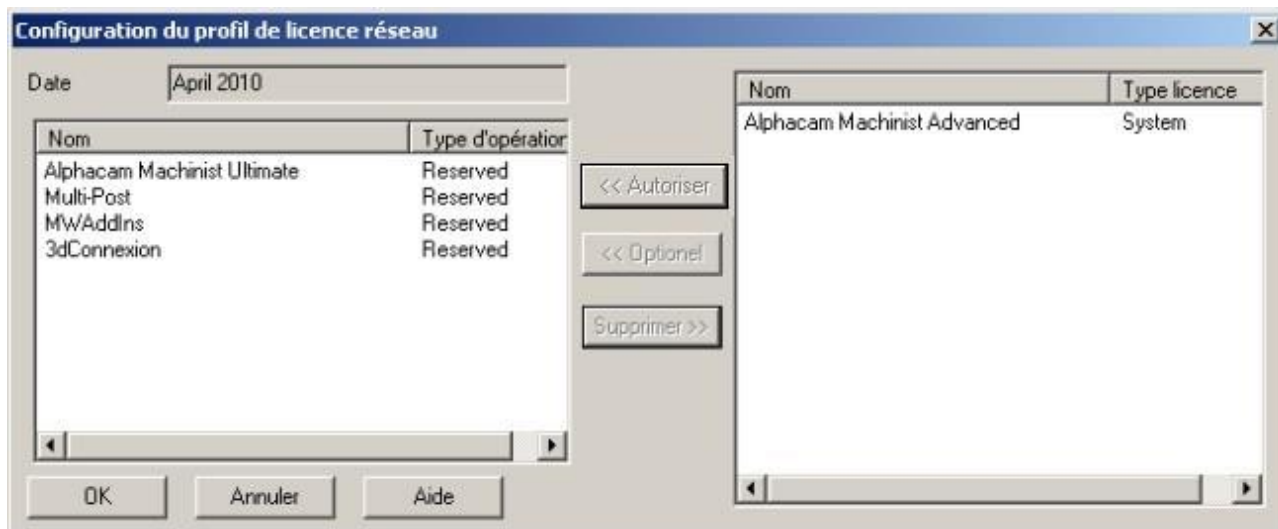 Configuration du profil de licence réseau
Date April 2010
Nom Type d'opération
Alphacam Machinist Ultimate Reserved
Multi-Post Reserved
MWAddIns Reserved
3dConnexion Reserved
<< Autoriser
<< Optionel
Supprimer >>
Nom Type licence
Alphacam Machinist Advanced System
OK Annuler Aide